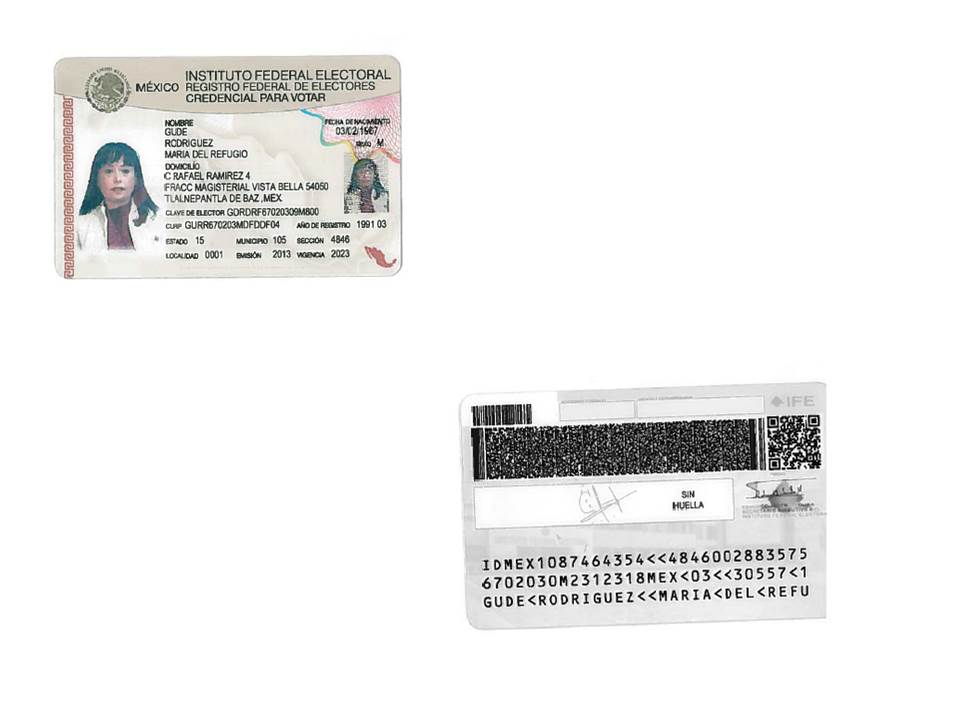 MÉXICO INSTITUTO FEDERAL ELECTORAL
REGISTRO FEDERAL DE ELECTORES
CREDENCIAL PARA VOTAR
NOMBRE
GUDE
RODRIGUEZ
MARIA DEL REFUGIO
FECHA DE NACIMIENTO
03/02/1967
SEXO M
DOMICILIO
C RAFAEL RAMIREZ 4
FRACC MAGISTERIAL VISTA BELLA 54050
TLALNEPANTLA DE BAZ ,MEX.
CLAVE DE ELECTOR GDRDRF67020309M800
CURP GURR670203MDFDDF04 AÑO DE REGISTRO 1991 03
ESTADO 15 MUNICIPIO 105 SECCIÓN 4846
LOCALIDAD 0001 EMISIÓN 2013 VIGENCIA 2023
IFE
SIN
HUELLA
IDMEX1087464354<<4846002883575
6702030M2312318MEX<03<<30557<1
GUDE<RODRIGUEZ<<MARIA<DEL<REFU